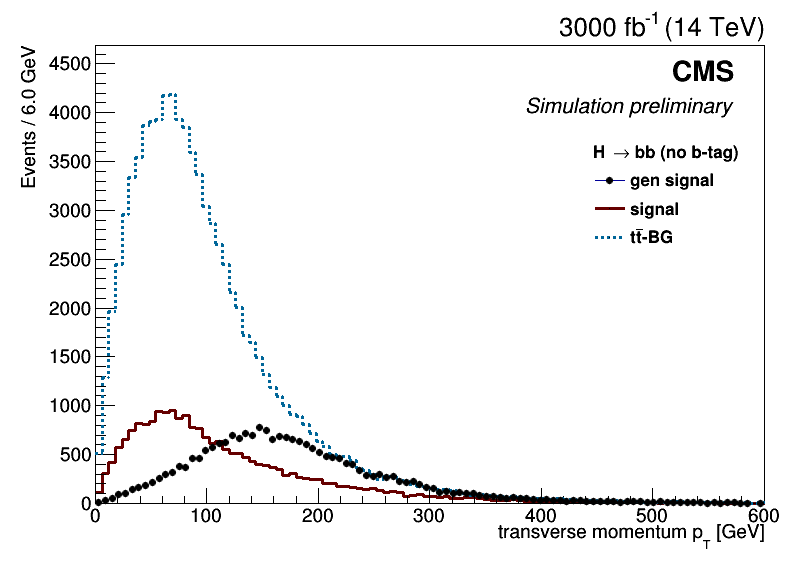 3000 fb⁻¹ (14 TeV)
CMS
Simulation preliminary
H → bb (no b-tag)
gen signal
signal
tt̄-BG
Events / 6.0 GeV
4500
4000
3500
3000
2500
2000
1500
1000
500
0
0 100 200 300 400 500 600
transverse momentum p_T [GeV]